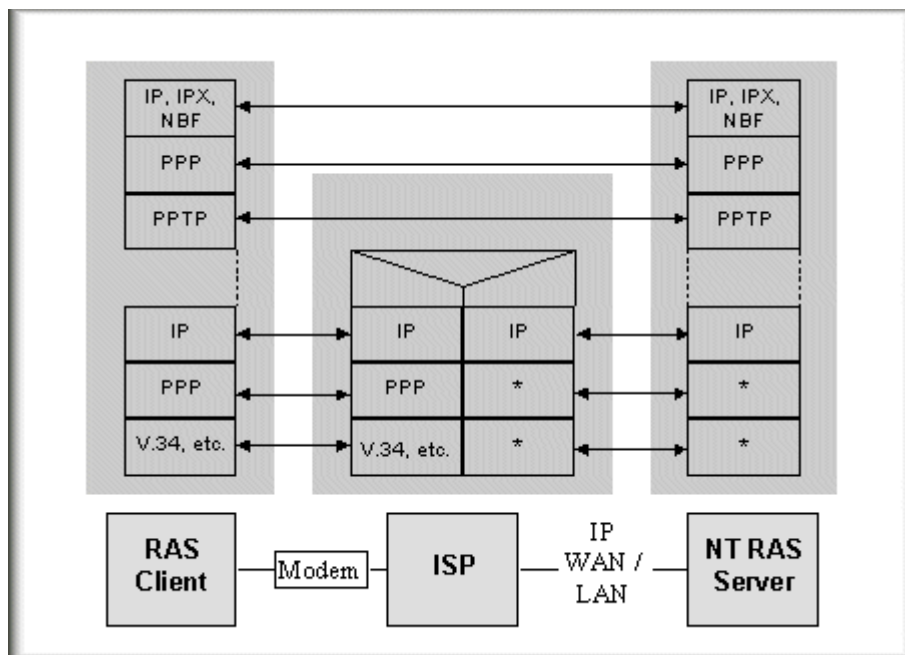 IP, IPX,
NBF
IP, IPX,
NBF
PPP
PPP
PPTP
PPTP
IP
IP
IP
IP
PPP
PPP
*
*
V.34, etc.
V.34, etc.
*
*
RAS
Client
Modem
ISP
IP
WAN /
LAN
NT RAS
Server